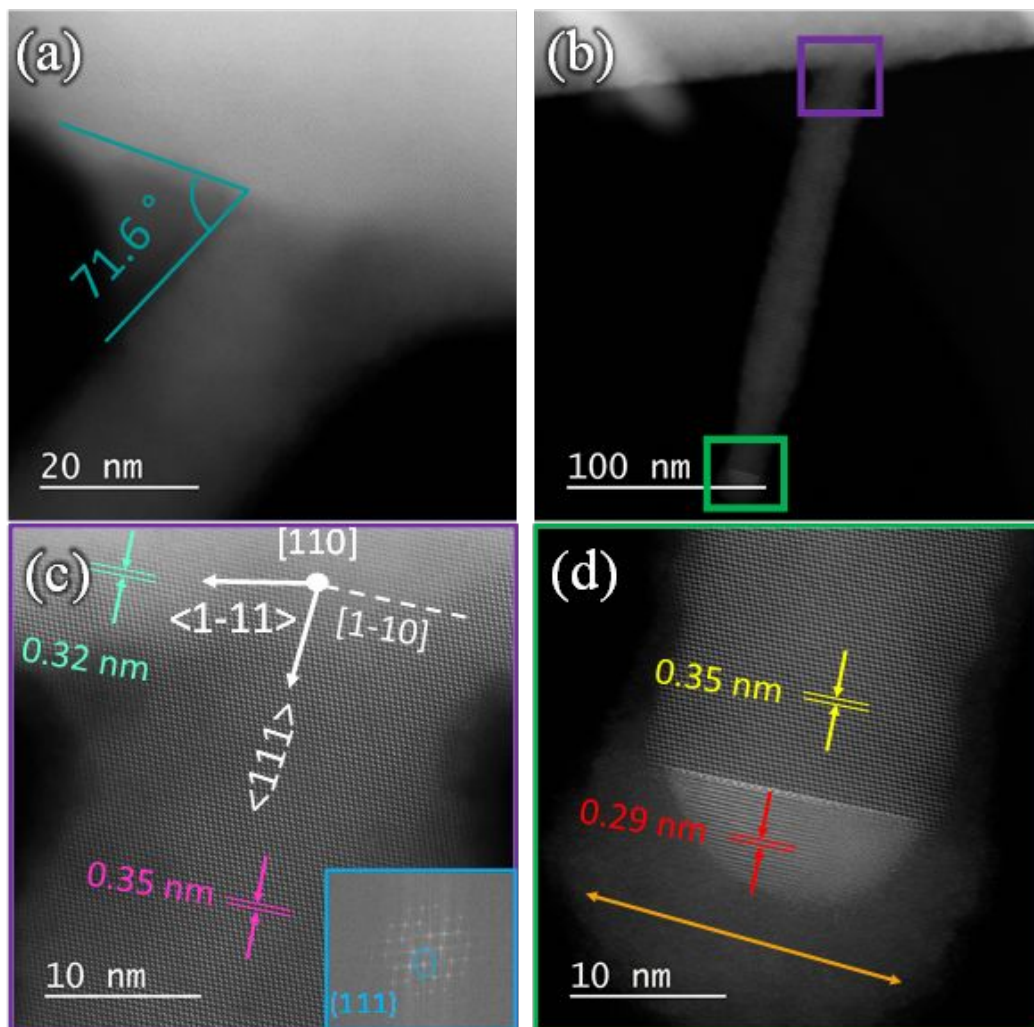 (a)
71.6 °
20 nm
(b)
100 nm
(c)
[110]
<1-11>
[1-10]
0.32 nm
<111>
0.35 nm
10 nm
{111}
(d)
0.35 nm
0.29 nm
10 nm